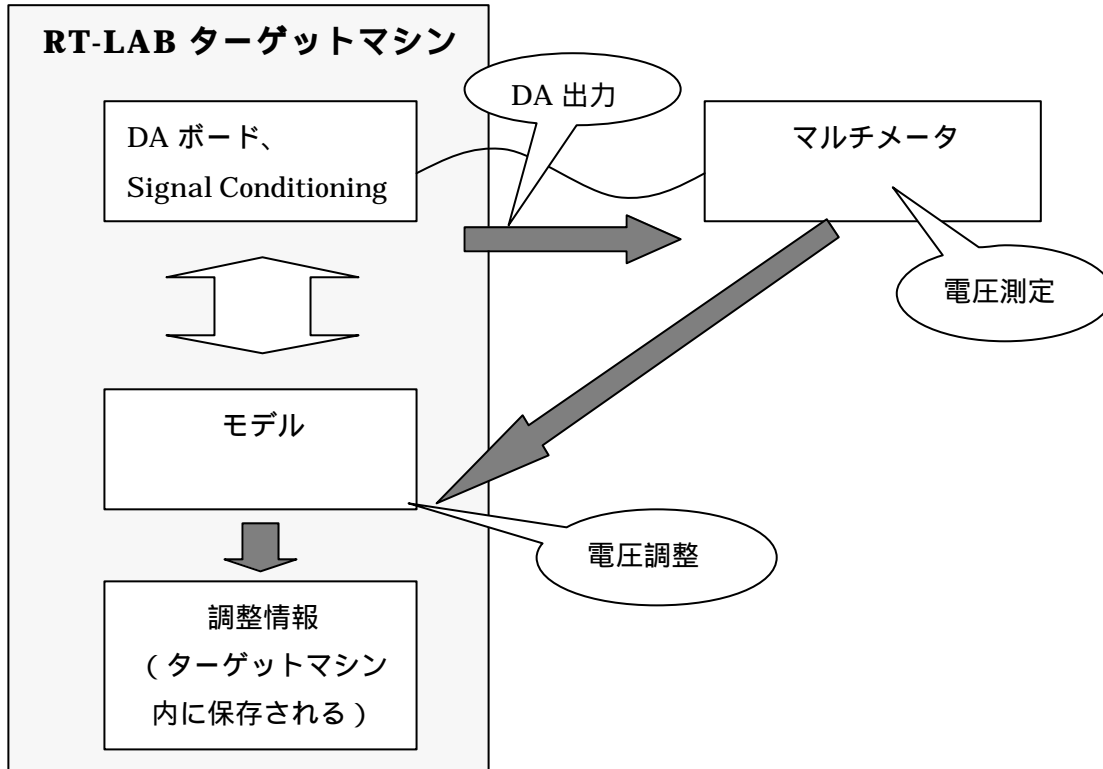 RT-LAB ターゲットマシン
DA ボード、
Signal Conditioning
DA 出力
マルチメータ
電圧測定
モデル
電圧調整
調整情報
（ターゲットマシン
内に保存される）